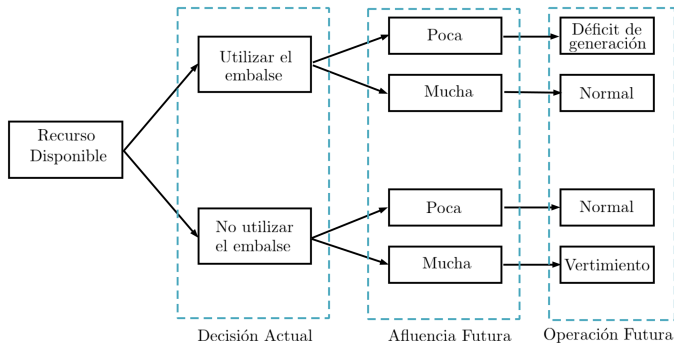 Recurso
Disponible
Utilizar el
embalse
No utilizar
el embalse
Poca
Mucha
Poca
Mucha
Déficit de
generación
Normal
Normal
Vertimiento
Decisión Actual
Afluencia Futura
Operación Futura